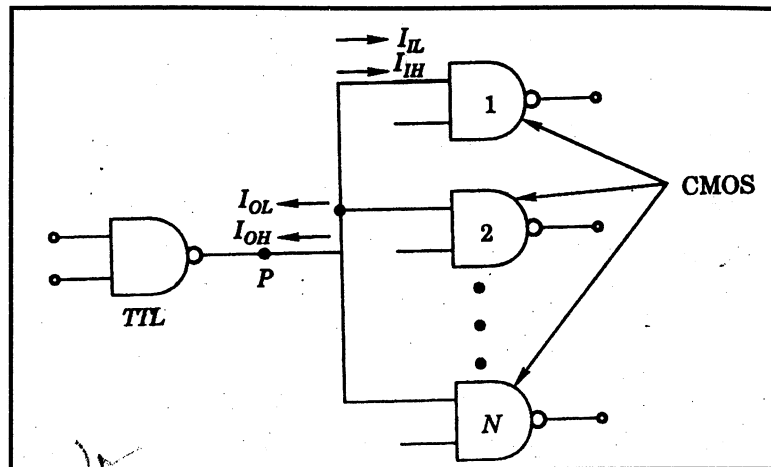 I_IL
I_IH
1
CMOS
I_OL
2
I_OH
P
TTL
N